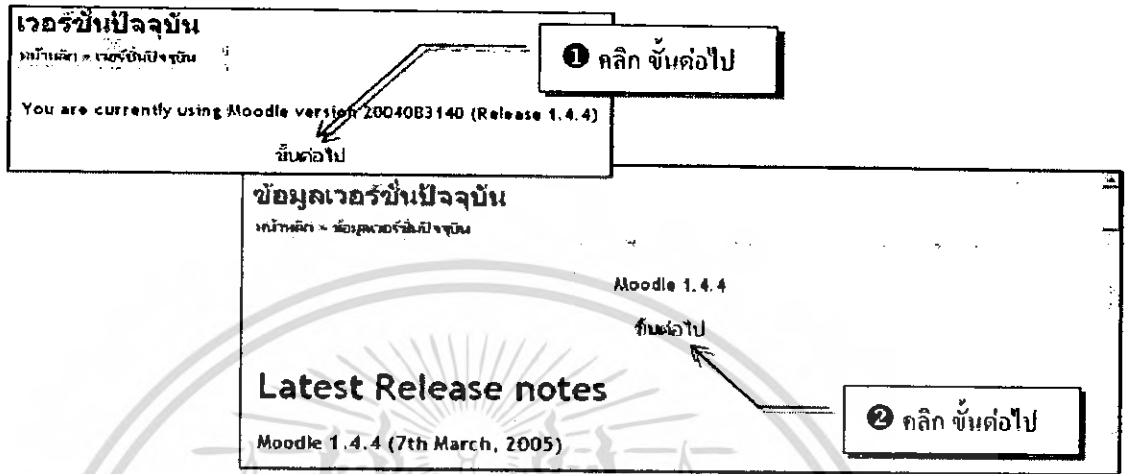 เวอร์ชั่นปัจจุบัน
หน้าหลัก » เวอร์ชั่นปัจจุบัน
❶ คลิก ขั้นต่อไป
You are currently using Moodle version 2004083140 (Release 1.4.4)
ขั้นต่อไป
ข้อมูลเวอร์ชั่นปัจจุบัน
หน้าหลัก » ข้อมูลเวอร์ชั่นปัจจุบัน
Moodle 1.4.4
ขั้นต่อไป
Latest Release notes
❷ คลิก ขั้นต่อไป
Moodle 1.4.4 (7th March, 2005)